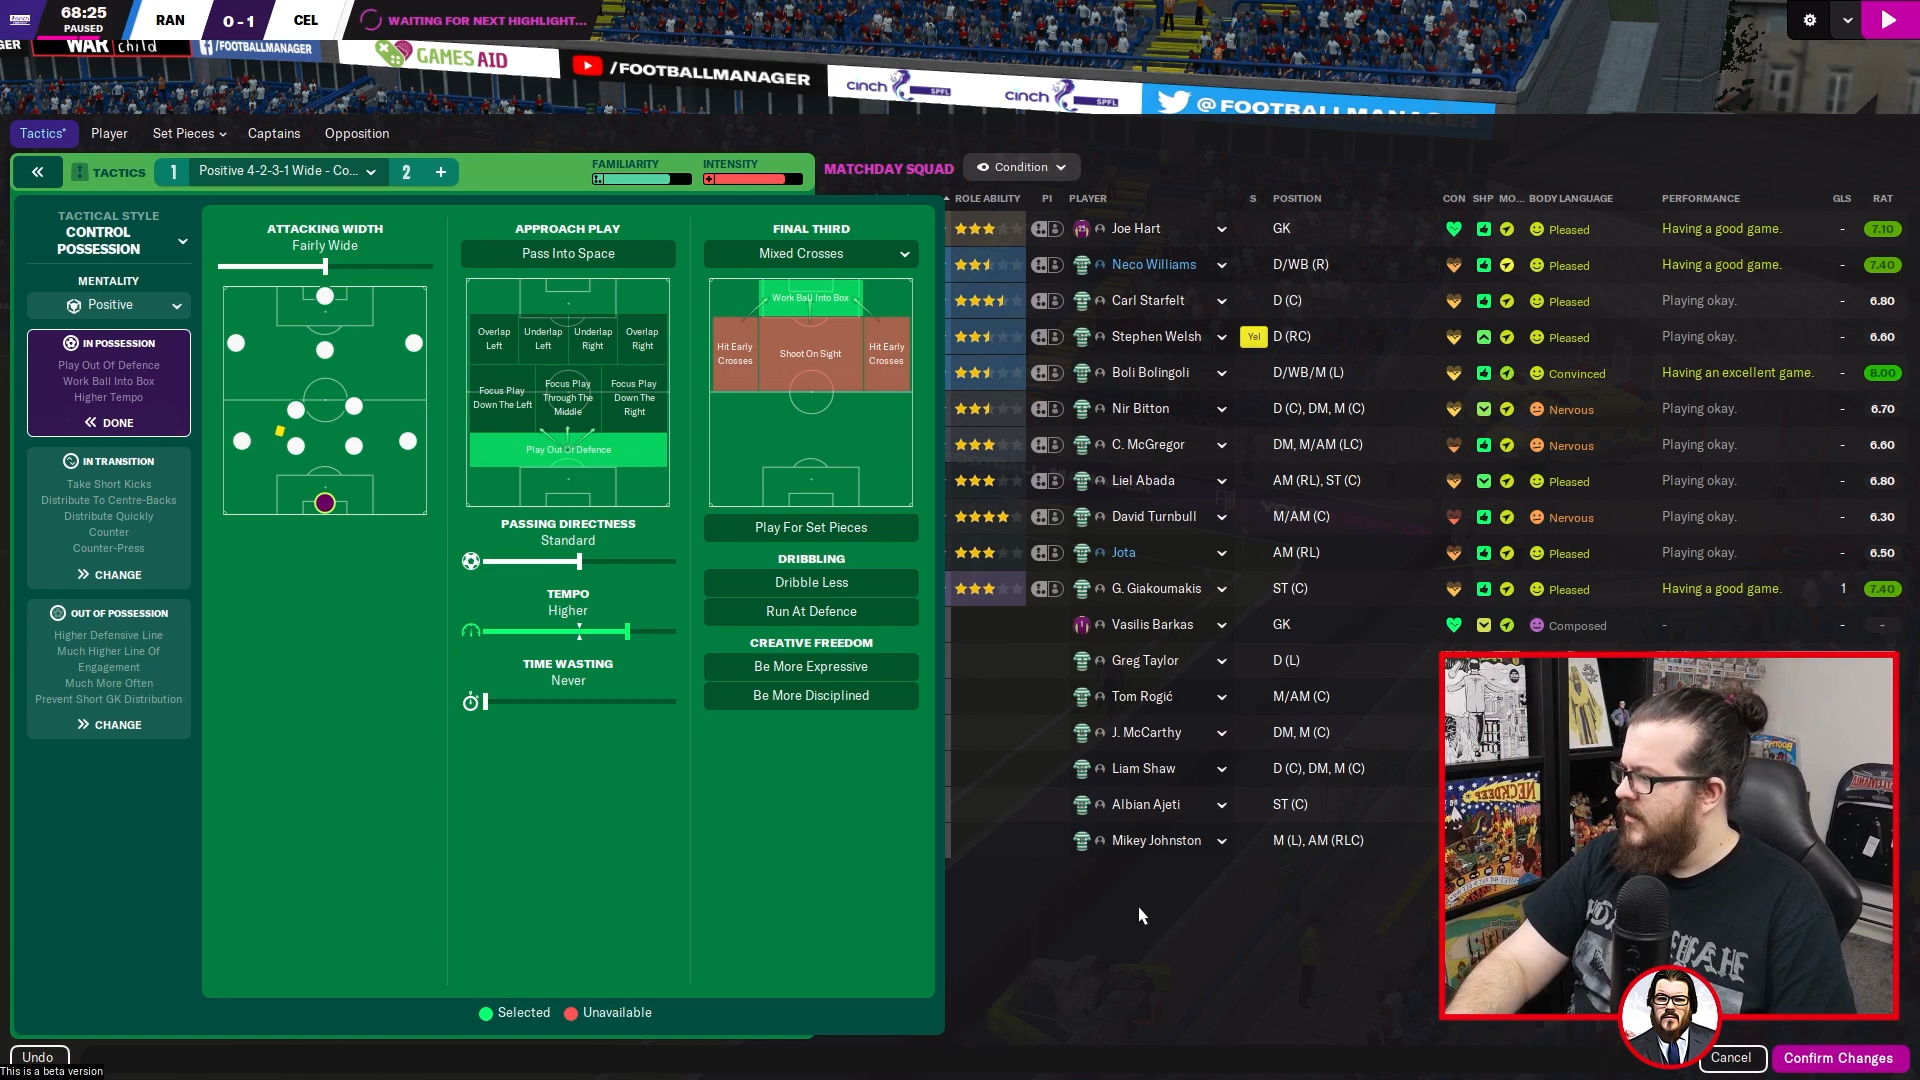 68:25
PAUSED
RAN
0 - 1
CEL
WAITING FOR NEXT HIGHLIGHT...
WAR child
/FOOTBALLMANAGER
GAMES AID
/FOOTBALLMANAGER
cinch SPFL
cinch SPFL
@FOOTBALLMANAGER
Tactics*
Player
Set Pieces
Captains
Opposition
TACTICS
1
Positive 4-2-3-1 Wide - Co...
2
+
FAMILIARITY
INTENSITY
MATCHDAY SQUAD
Condition
TACTICAL STYLE
CONTROL
POSSESSION
MENTALITY
Positive
IN POSSESSION
Play Out Of Defence
Work Ball Into Box
Higher Tempo
DONE
IN TRANSITION
Take Short Kicks
Distribute To Centre-Backs
Distribute Quickly
Counter
Counter-Press
CHANGE
OUT OF POSSESSION
Higher Defensive Line
Much Higher Line Of
Engagement
Much More Often
Prevent Short GK Distribution
CHANGE
ATTACKING WIDTH
Fairly Wide
APPROACH PLAY
Pass Into Space
Overlap
Left
Underlap
Left
Underlap
Right
Overlap
Right
Focus Play
Down The Left
Focus Play
Through The
Middle
Focus Play
Down The
Right
Play Out Of Defence
PASSING DIRECTNESS
Standard
TEMPO
Higher
TIME WASTING
Never
FINAL THIRD
Mixed Crosses
Work Ball Into Box
Hit Early
Crosses
Shoot On Sight
Hit Early
Crosses
Play For Set Pieces
DRIBBLING
Dribble Less
Run At Defence
CREATIVE FREEDOM
Be More Expressive
Be More Disciplined
Selected
Unavailable
ROLE ABILITY PI PLAYER S POSITION CON SHP MO... BODY LANGUAGE PERFORMANCE GLS RAT
Joe Hart GK Pleased Having a good game. - 7.10
Neco Williams D/WB (R) Pleased Having a good game. - 7.40
Carl Starfelt D (C) Pleased Playing okay. - 6.80
Stephen Welsh Yel D (RC) Pleased Playing okay. - 6.60
Boli Bolingoli D/WB/M (L) Convinced Having an excellent game. - 8.00
Nir Bitton D (C), DM, M (C) Nervous Playing okay. - 6.70
C. McGregor DM, M/AM (LC) Nervous Playing okay. - 6.60
Liel Abada AM (RL), ST (C) Pleased Playing okay. - 6.80
David Turnbull M/AM (C) Nervous Playing okay. - 6.30
Jota AM (RL) Pleased Playing okay. - 6.50
G. Giakoumakis ST (C) Pleased Having a good game. 1 7.40
Vasilis Barkas GK Composed - - -
Greg Taylor D (L)
Tom Rogić M/AM (C)
J. McCarthy DM, M (C)
Liam Shaw D (C), DM, M (C)
Albian Ajeti ST (C)
Mikey Johnston M (L), AM (RLC)
NECKDEEP
Undo
This is a beta version
Cancel
Confirm Changes